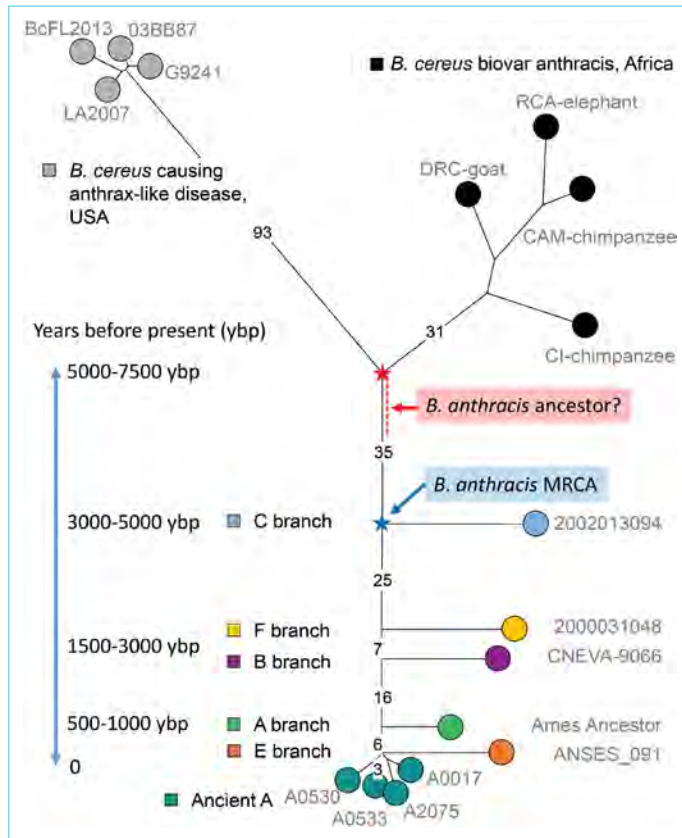 BcFL2013
03BB87
G9241
LA2007
B. cereus biovar anthracis, Africa
RCA-elephant
DRC-goat
CAM-chimpanzee
CI-chimpanzee
B. cereus causing
anthrax-like disease,
USA
93
31
Years before present (ybp)
5000-7500 ybp
B. anthracis ancestor?
35
B. anthracis MRCA
3000-5000 ybp
C branch
2002013094
25
F branch
2000031048
1500-3000 ybp
7
B branch
CNEVA-9066
16
500-1000 ybp
A branch
Ames Ancestor
6
E branch
ANSES_091
0
3
A0017
Ancient A
A0530
A0533
A2075